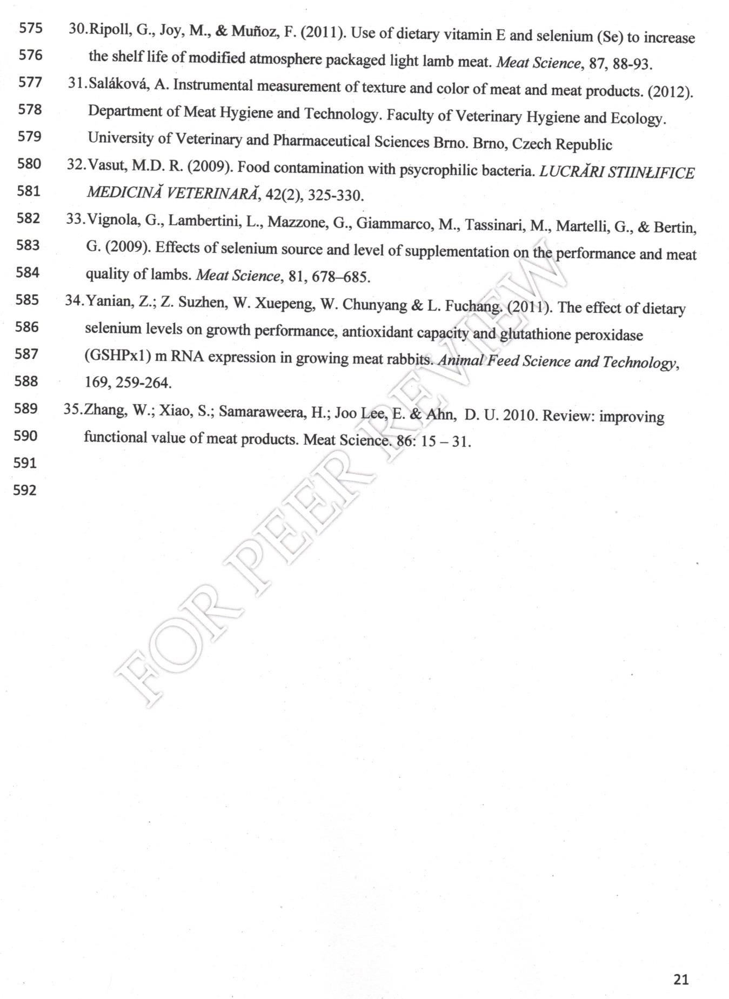 575 30.Ripoll, G., Joy, M., & Muñoz, F. (2011). Use of dietary vitamin E and selenium (Se) to increase
576 the shelf life of modified atmosphere packaged light lamb meat. Meat Science, 87, 88-93.
577 31.Saláková, A. Instrumental measurement of texture and color of meat and meat products. (2012).
578 Department of Meat Hygiene and Technology. Faculty of Veterinary Hygiene and Ecology.
579 University of Veterinary and Pharmaceutical Sciences Brno. Brno, Czech Republic
580 32.Vasut, M.D. R. (2009). Food contamination with psycrophilic bacteria. LUCRĂRI STIINŁIFICE
581 MEDICINĂ VETERINARĂ, 42(2), 325-330.
582 33.Vignola, G., Lambertini, L., Mazzone, G., Giammarco, M., Tassinari, M., Martelli, G., & Bertin,
583 G. (2009). Effects of selenium source and level of supplementation on the performance and meat
584 quality of lambs. Meat Science, 81, 678–685.
585 34.Yanian, Z.; Z. Suzhen, W. Xuepeng, W. Chunyang & L. Fuchang. (2011). The effect of dietary
586 selenium levels on growth performance, antioxidant capacity and glutathione peroxidase
587 (GSHPx1) m RNA expression in growing meat rabbits. Animal Feed Science and Technology,
588 169, 259-264.
589 35.Zhang, W.; Xiao, S.; Samaraweera, H.; Joo Lee, E. & Ahn, D. U. 2010. Review: improving
590 functional value of meat products. Meat Science. 86: 15 – 31.
591
592
FOR PEER REVIEW
21